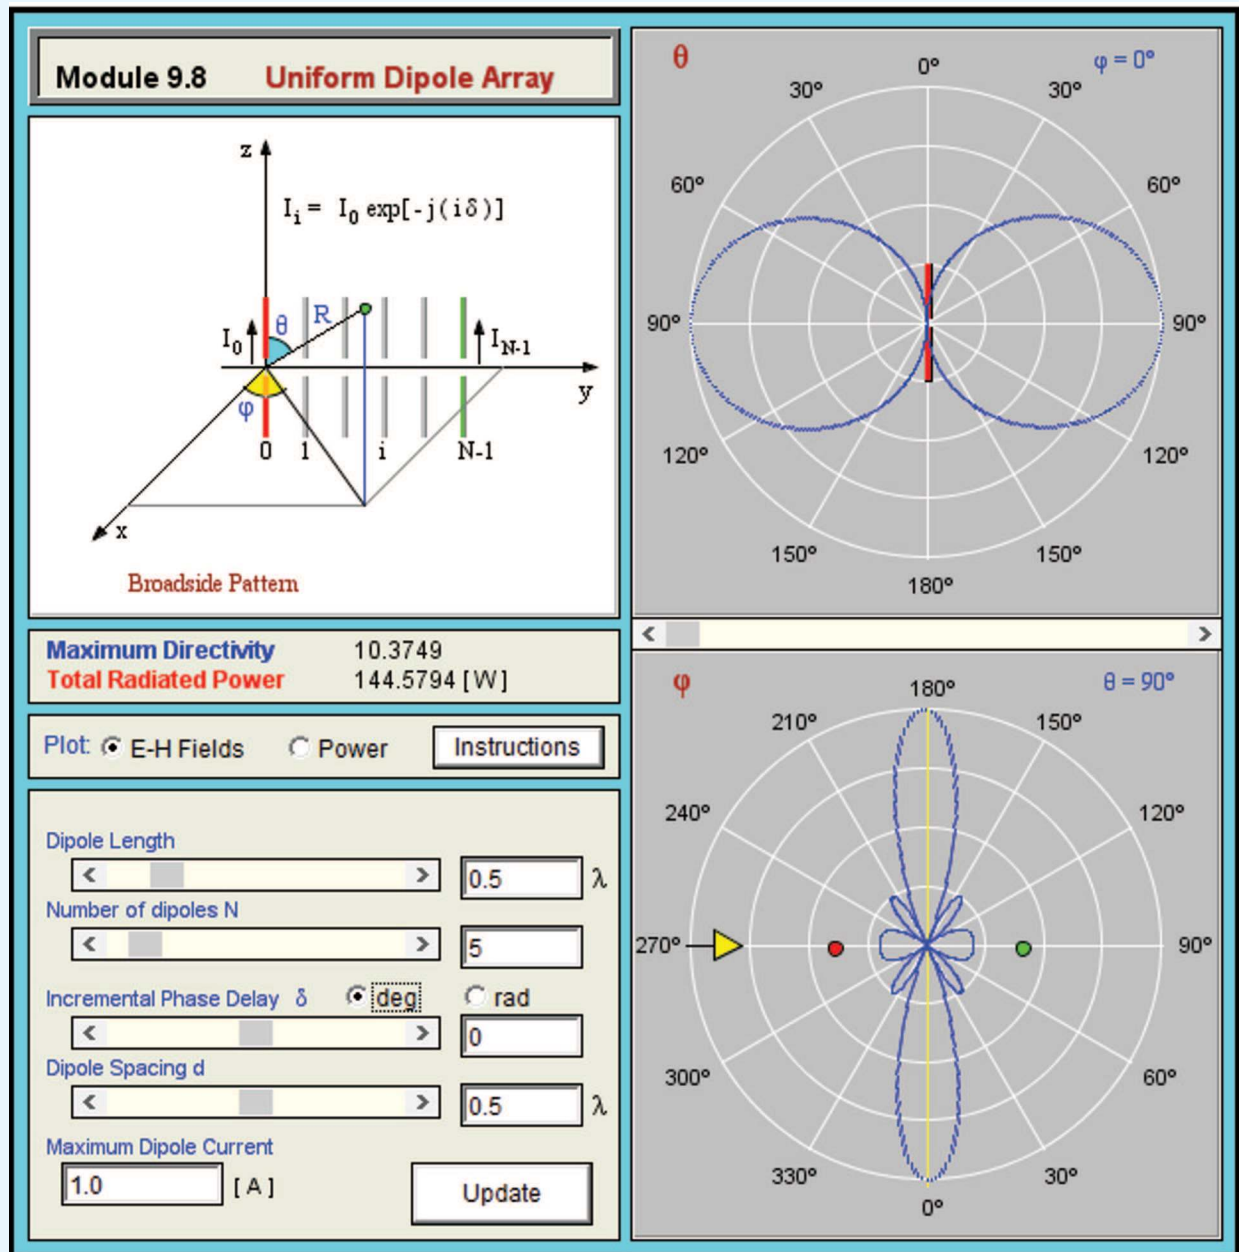 Module 9.8 Uniform Dipole Array
z
I_i = I_0 exp[-j(iδ)]
θ R
I_0 I_N-1
y
φ
0 1 i N-1
x
Broadside Pattern
Maximum Directivity 10.3749
Total Radiated Power 144.5794 [W]
Plot: E-H Fields Power Instructions
Dipole Length
0.5 λ
Number of dipoles N
5
Incremental Phase Delay δ deg rad
0
Dipole Spacing d
0.5 λ
Maximum Dipole Current
1.0 [A] Update
θ 0° φ = 0°
30° 30°
60° 60°
90° 90°
120° 120°
150° 150°
180°
φ 180° θ = 90°
210° 150°
240° 120°
270° 90°
300° 60°
330° 30°
0°